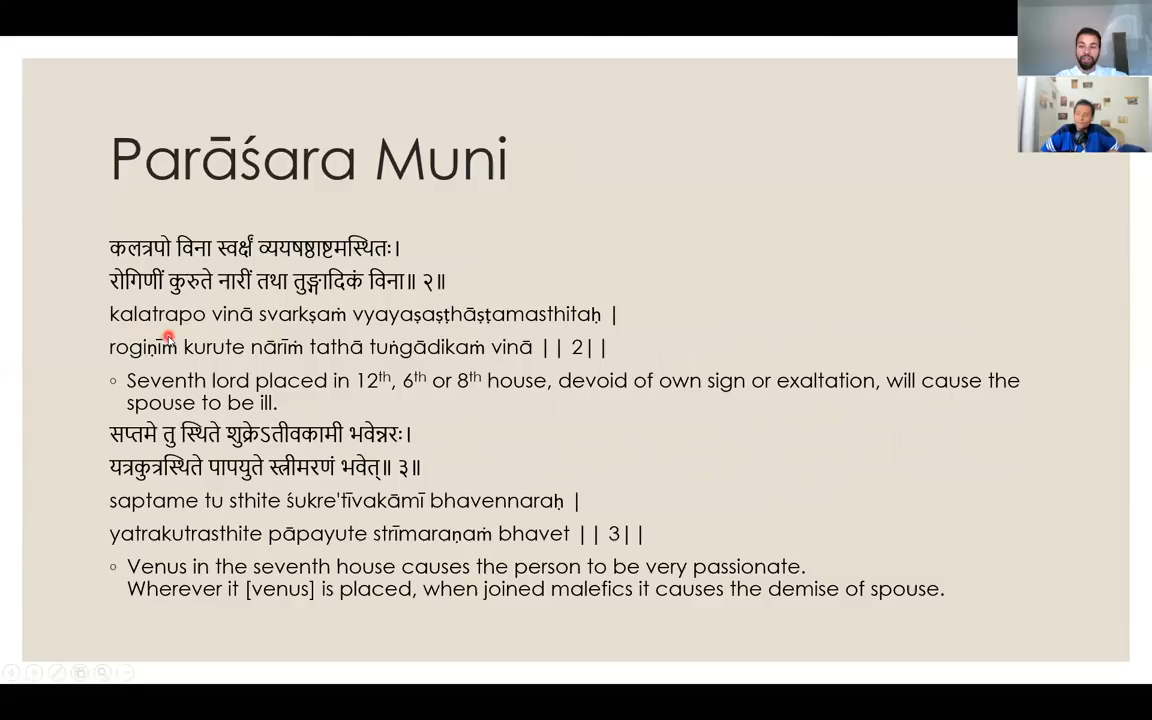 Parāśara Muni
कलत्रपो विना स्वर्क्षं व्ययषष्ठाष्टमस्थितः।
रोगिणीं कुरुते नारीं तथा तुङ्गादिकं विना॥ २॥
kalatrapo vinā svarkṣaṁ vyayaṣaṣṭhāṣṭamasthitaḥ |
rogiṇīṁ kurute nārīṁ tathā tuṅgādikaṁ vinā || 2||
◦ Seventh lord placed in 12th, 6th or 8th house, devoid of own sign or exaltation, will cause the
spouse to be ill.
सप्तमे तु स्थिते शुक्रेऽतीवकामी भवेन्नरः।
यत्रकुत्रस्थिते पापयुते स्त्रीमरणं भवेत्॥ ३॥
saptame tu sthite śukre'tīvakāmī bhavennaraḥ |
yatrakutrasthite pāpayute strīmaraṇaṁ bhavet || 3||
◦ Venus in the seventh house causes the person to be very passionate.
Wherever it [venus] is placed, when joined malefics it causes the demise of spouse.